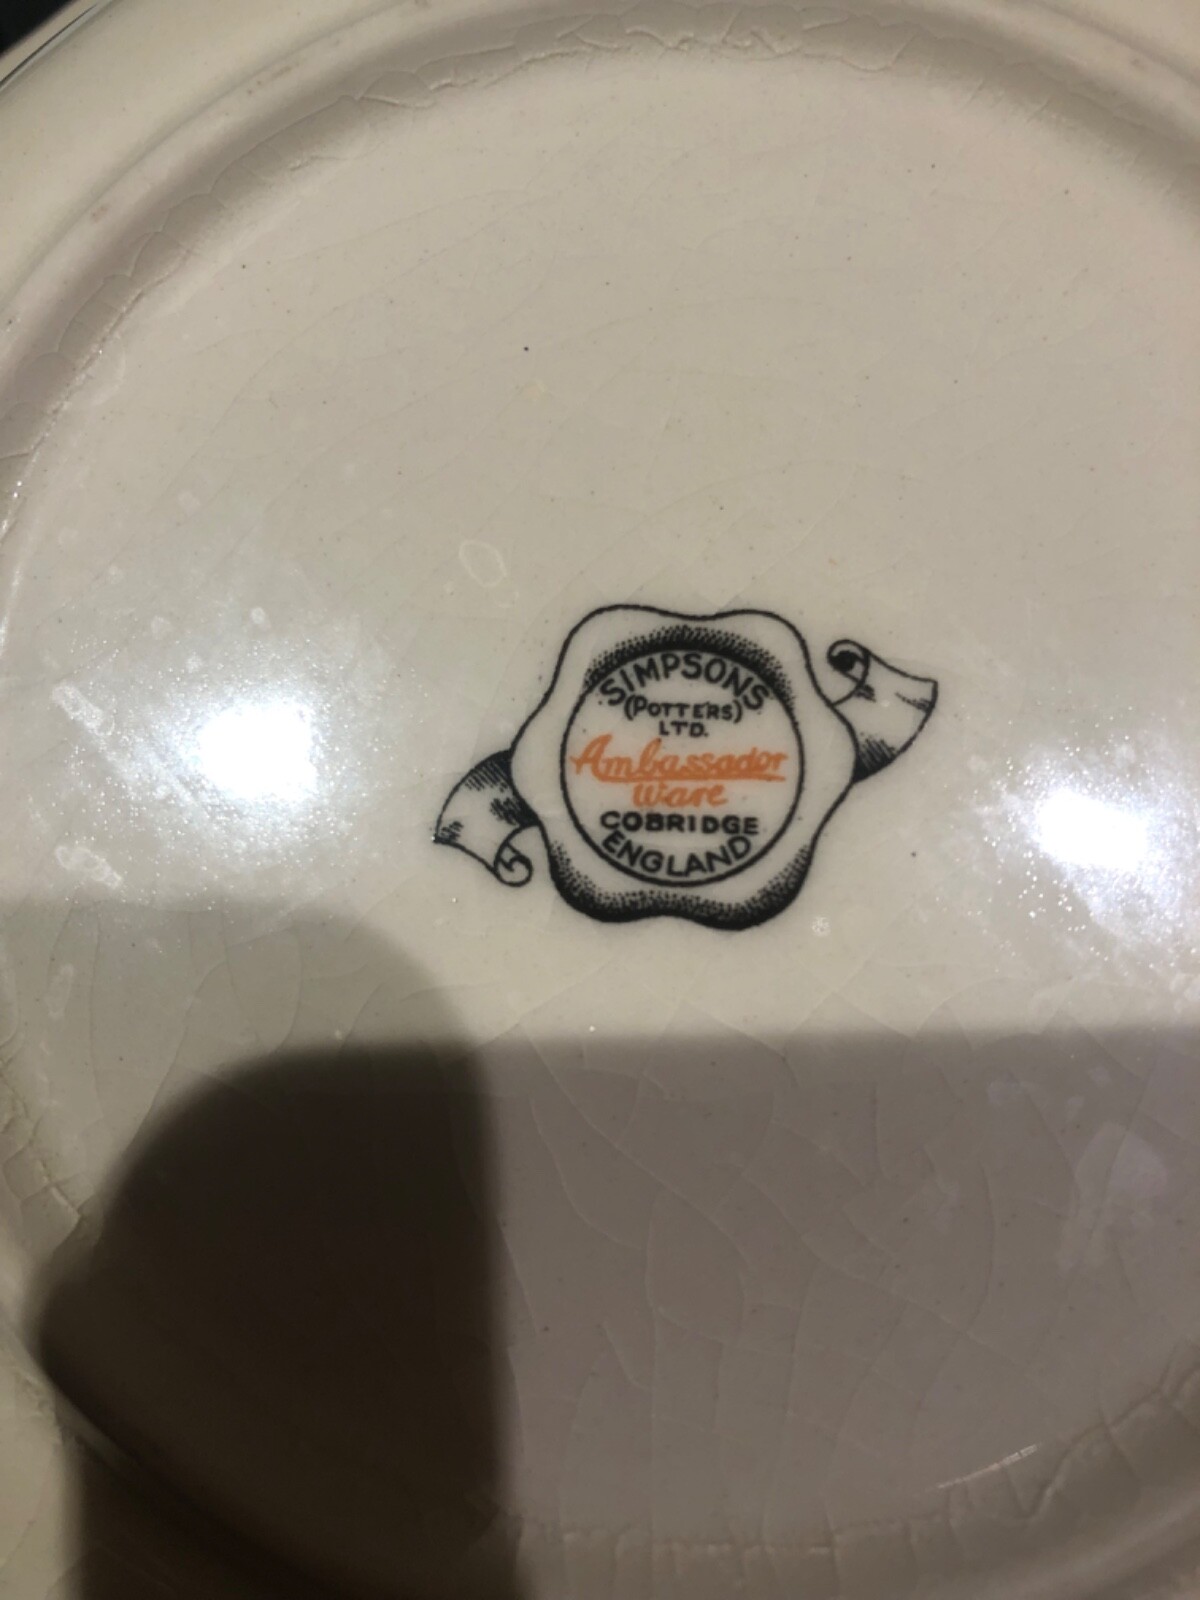 SIMPSONS
(POTTERS)
LTD.
Ambassador
Ware
COBRIDGE
ENGLAND